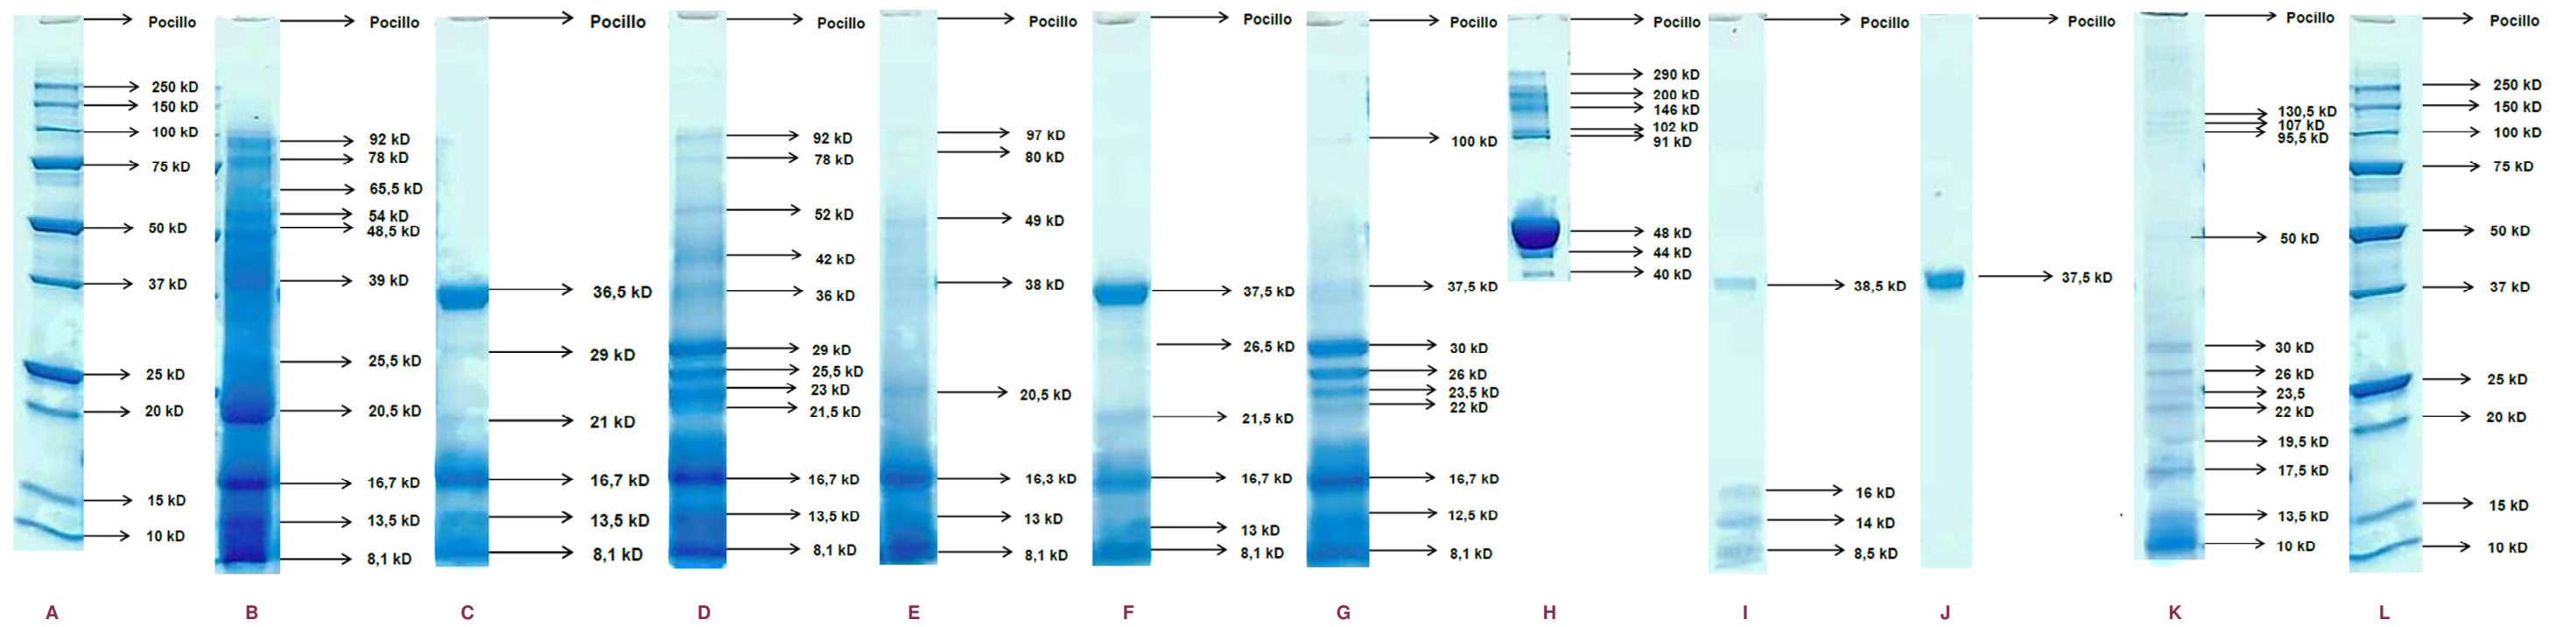 Pocillo
250 kD
150 kD
100 kD
75 kD
50 kD
37 kD
25 kD
20 kD
15 kD
10 kD
A
Pocillo
92 kD
78 kD
65,5 kD
54 kD
48,5 kD
39 kD
25,5 kD
20,5 kD
16,7 kD
13,5 kD
8,1 kD
B
Pocillo
36,5 kD
29 kD
21 kD
16,7 kD
13,5 kD
8,1 kD
C
Pocillo
92 kD
78 kD
52 kD
42 kD
36 kD
29 kD
25,5 kD
23 kD
21,5 kD
16,7 kD
13,5 kD
8,1 kD
D
Pocillo
97 kD
80 kD
49 kD
38 kD
20,5 kD
16,3 kD
13 kD
8,1 kD
E
Pocillo
37,5 kD
26,5 kD
21,5 kD
16,7 kD
13 kD
8,1 kD
F
Pocillo
100 kD
37,5 kD
30 kD
26 kD
23,5 kD
22 kD
16,7 kD
12,5 kD
8,1 kD
G
Pocillo
290 kD
200 kD
146 kD
102 kD
91 kD
48 kD
44 kD
40 kD
H
Pocillo
38,5 kD
16 kD
14 kD
8,5 kD
I
Pocillo
37,5 kD
J
Pocillo
130,5 kD
107 kD
95,5 kD
50 kD
30 kD
26 kD
23,5
22 kD
19,5 kD
17,5 kD
13,5 kD
10 kD
K
Pocillo
250 kD
150 kD
100 kD
75 kD
50 kD
37 kD
25 kD
20 kD
15 kD
10 kD
L